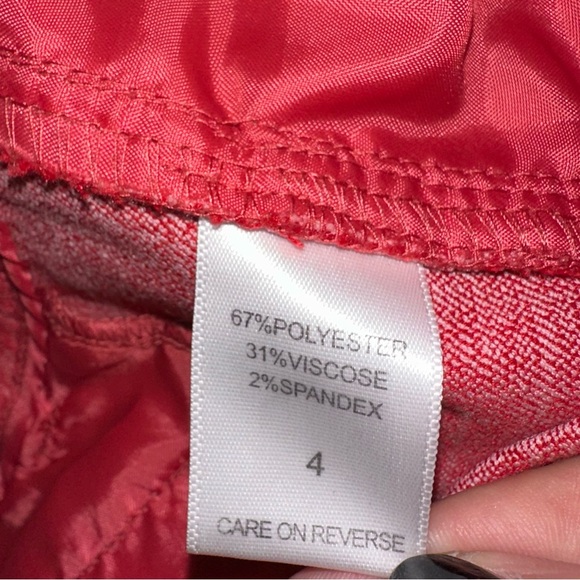 67%POLYESTER
31%VISCOSE
2%SPANDEX
4
CARE ON REVERSE